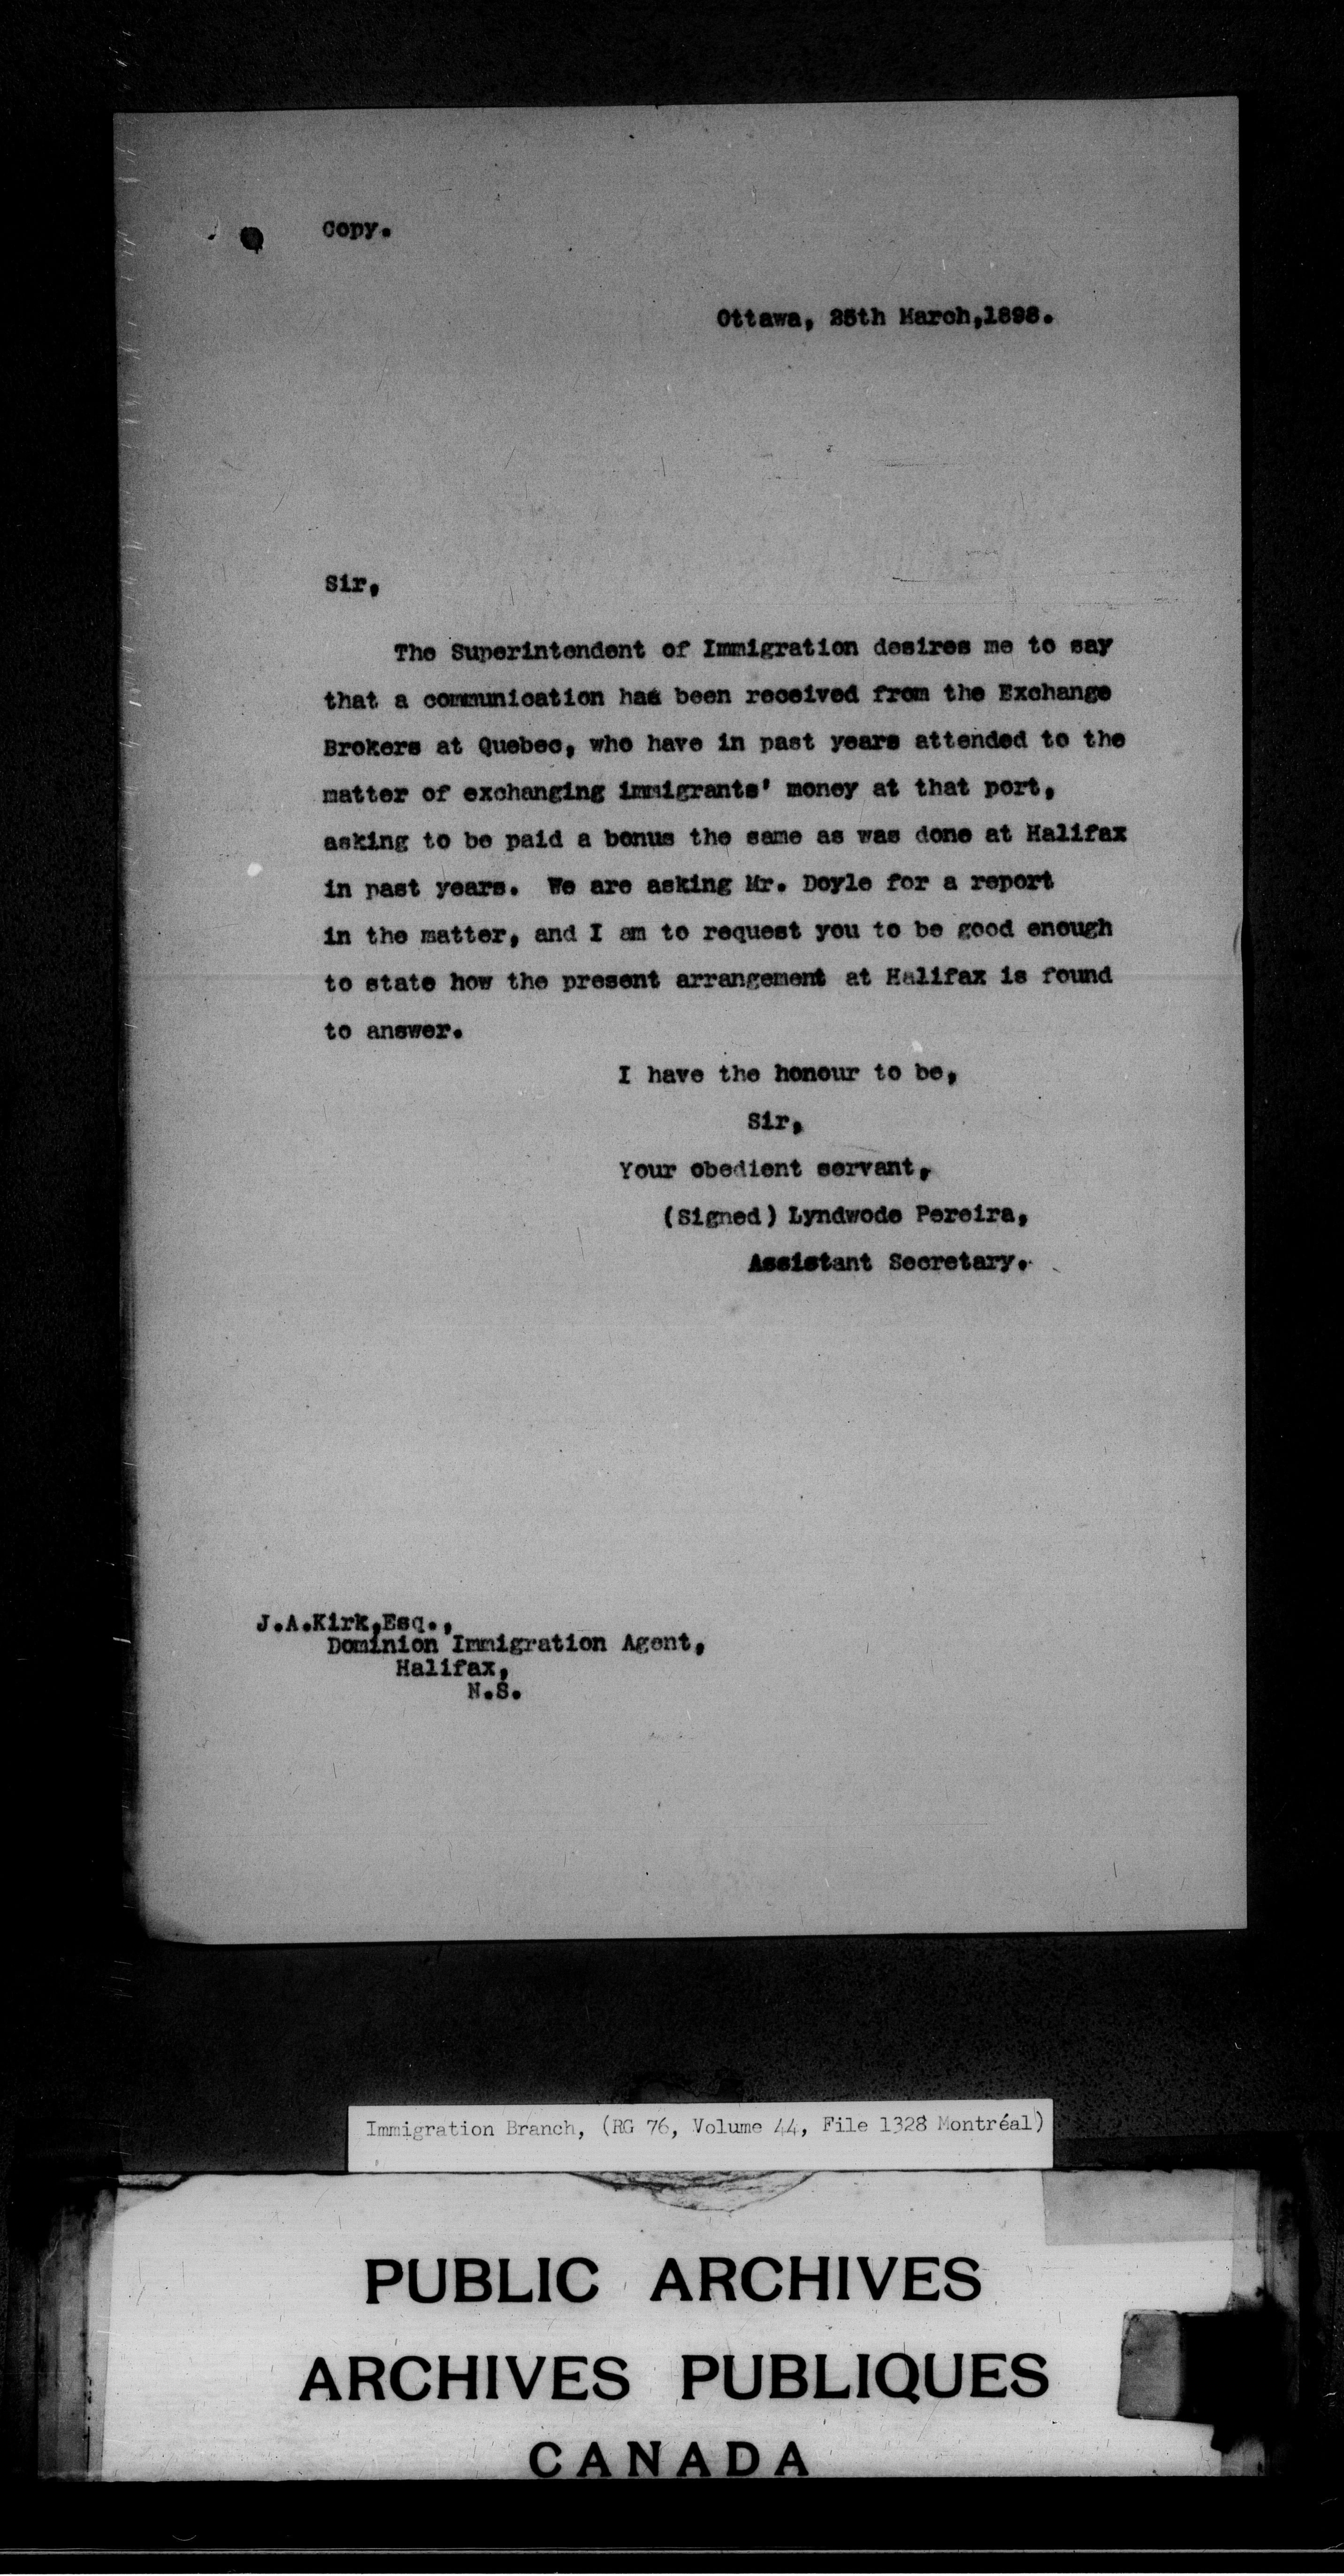 Copy.
Ottawa, 25th March,1898.
Sir,
The Superintendent of Immigration desires me to say
that a communication has been received from the Exchange
Brokers at Quebec, who have in past years attended to the
matter of exchanging immigrants' money at that port,
asking to be paid a bonus the same as was done at Halifax
in past years. We are asking Mr. Doyle for a report
in the matter, and I am to request you to be good enough
to state how the present arrangement at Halifax is found
to answer.
I have the honour to be,
Sir,
Your obedient servant,
(Signed) Lyndwode Pereira,
Assistant Secretary.
J.A.Kirk,Esq.,
Dominion Immigration Agent,
Halifax,
N.S.
Immigration Branch, (RG 76, Volume 44, File 1328 Montréal)
PUBLIC ARCHIVES
ARCHIVES PUBLIQUES
CANADA